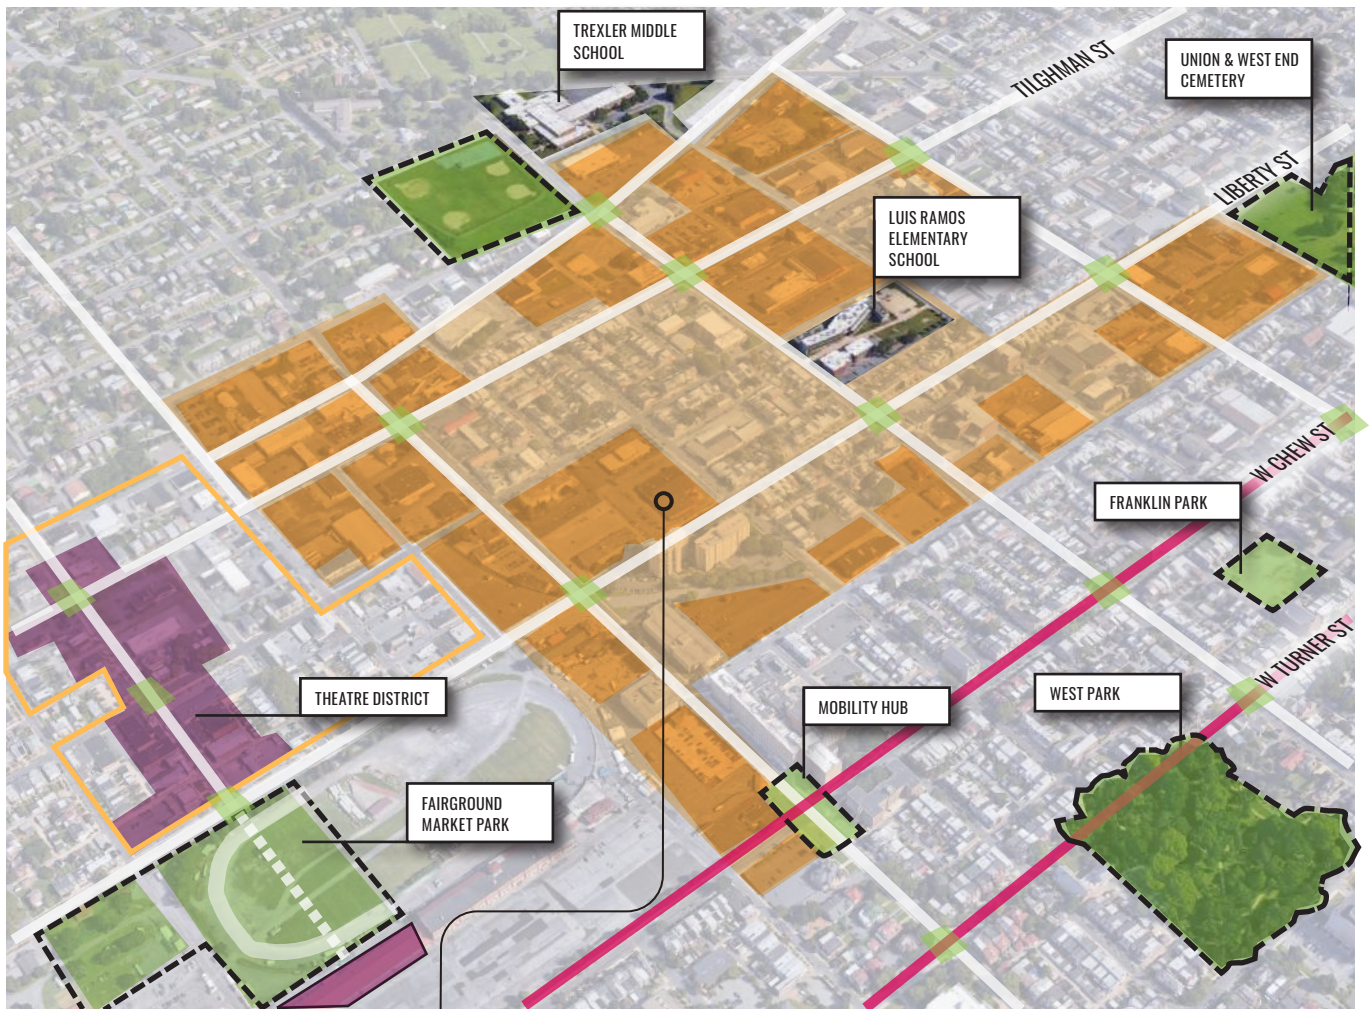 TREXLER MIDDLE
SCHOOL
TILGHMAN ST
UNION & WEST END
CEMETERY
LIBERTY ST
LUIS RAMOS
ELEMENTARY
SCHOOL
W CHEW ST
FRANKLIN PARK
W TURNER ST
THEATRE DISTRICT
MOBILITY HUB
WEST PARK
FAIRGROUND
MARKET PARK